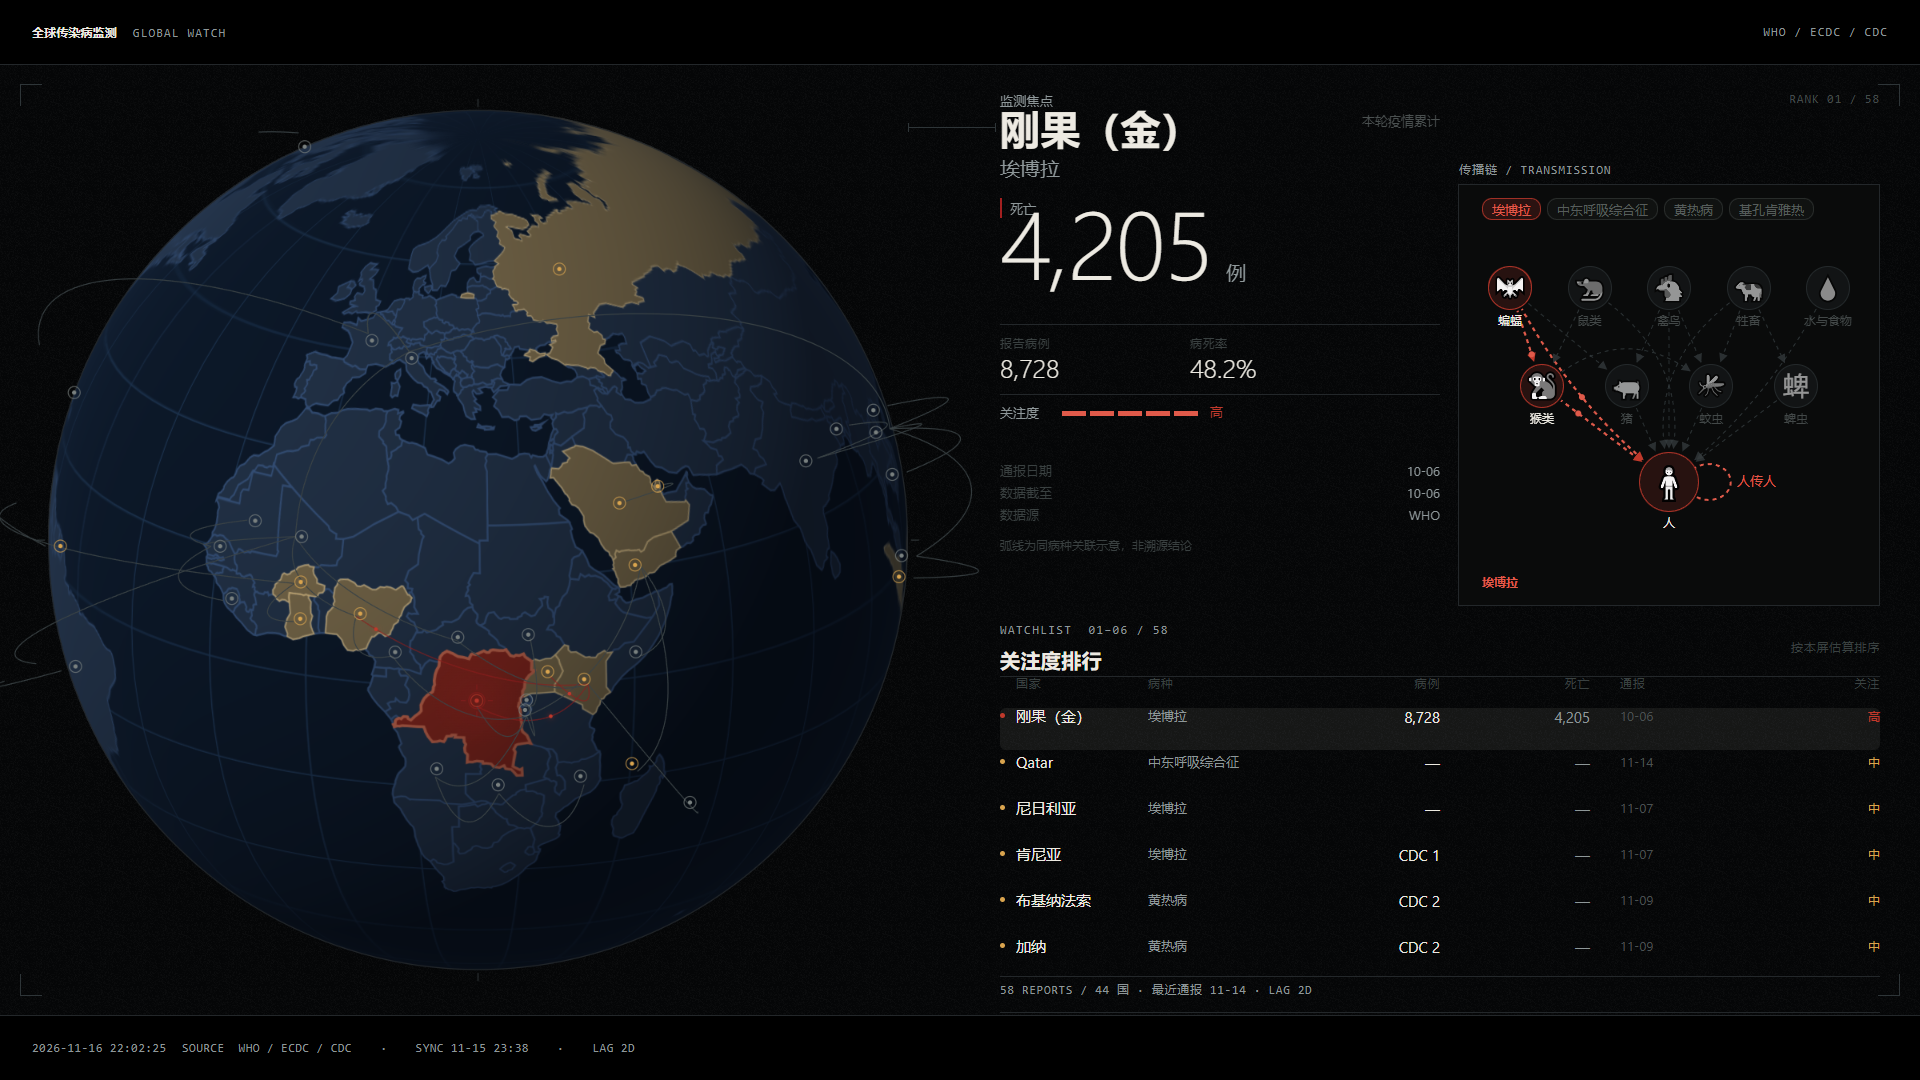 全球传染病监测 GLOBAL WATCH
WHO / ECDC / CDC
监测焦点
刚果（金）
本轮疫情累计
埃博拉
死亡
4,205 例
报告病例
8,728
病死率
48.2%
关注度 高
通报日期 10-06
数据截至 10-06
数据源 WHO
弧线为同病种关联示意，非溯源结论
RANK 01 / 58
传播链 / TRANSMISSION
埃博拉 中东呼吸综合征 黄热病 基孔肯雅热
蝙蝠 鼠类 禽鸟 牲畜 水与食物
蜱
猴类 猪 蚊虫 蜱虫
人传人
人
埃博拉
WATCHLIST 01–06 / 58
关注度排行
按本屏估算排序
国家 病种 病例 死亡 通报 关注
刚果（金） 埃博拉 8,728 4,205 10-06 高
Qatar 中东呼吸综合征 — — 11-14 中
尼日利亚 埃博拉 — — 11-07 中
肯尼亚 埃博拉 CDC 1 — 11-07 中
布基纳法索 黄热病 CDC 2 — 11-09 中
加纳 黄热病 CDC 2 — 11-09 中
58 REPORTS / 44 国 · 最近通报 11-14 · LAG 2D
2026-11-16 22:02:25 SOURCE WHO / ECDC / CDC · SYNC 11-15 23:38 · LAG 2D